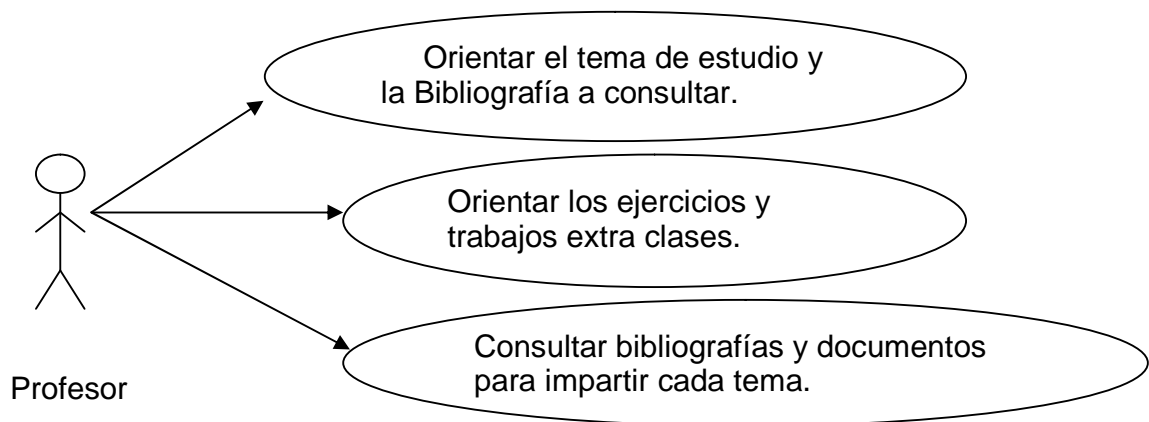 Orientar el tema de estudio y
la Bibliografía a consultar.
Orientar los ejercicios y
trabajos extra clases.
Consultar bibliografías y documentos
para impartir cada tema.
Profesor